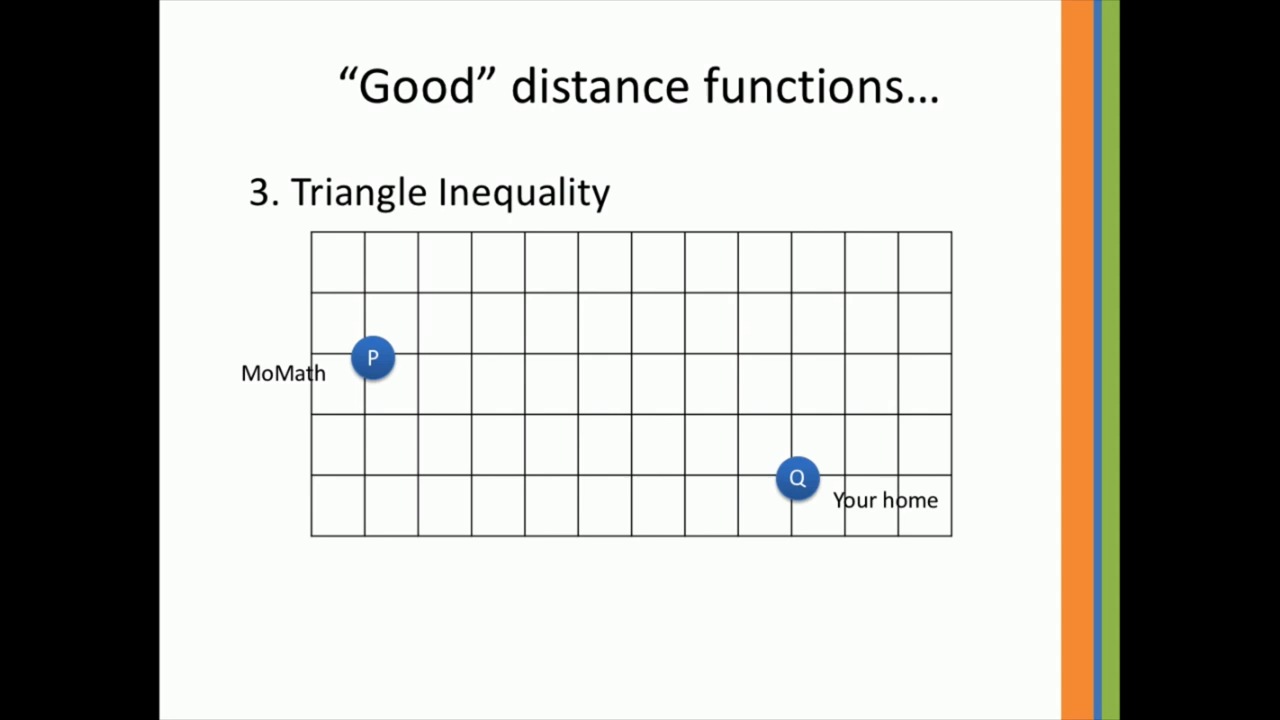 “Good” distance functions…
3. Triangle Inequality
P
MoMath
Q
Your home